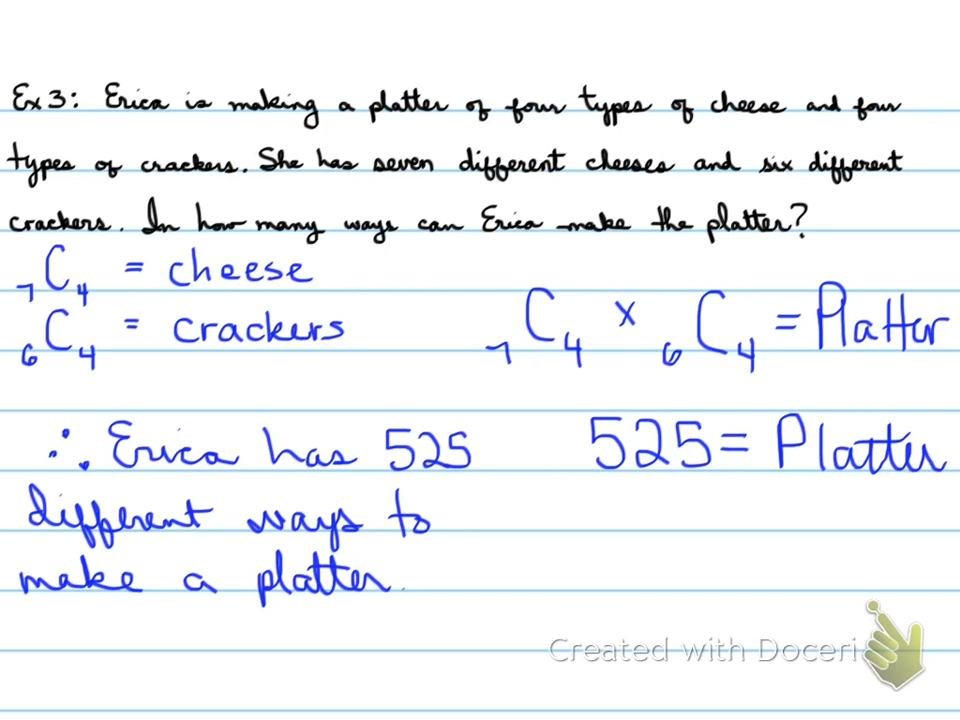 Ex 3: Erica is making a platter of four types of cheese and four
types of crackers. She has seven different cheeses and six different
crackers. In how many ways can Erica make the platter?
₇C₄ = cheese
₆C₄ = crackers
₇C₄ x ₆C₄ = Platter
525 = Platter
∴ Erica has 525
different ways to
make a platter.
Created with Doceri